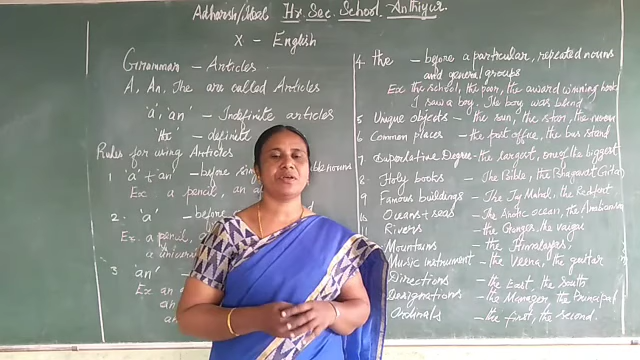 Adharsh Hr. Sec. School, Anthiyur.
X - English
Grammar - Articles
A, An, The are called Articles
'a', 'an' - Indefinite articles
'the' - definite
Rules for using Articles
1. 'a' + an - before
Ex: a pencil, an
2. 'a' - before
Ex. a pencil, a
a univers
3 an' -
Ex an
an
an
4. the - before a particular, repeated nouns
and general groups
Ex: the school, the poor, the award winning book
I saw a boy. The boy was blind
5 Unique objects - the sun, the star, the moon
6 Common places - the post office, the bus stand
7 Superlative Degree - the largest, one of the biggest
8. Holy books - The Bible, the Bhagavat Gita
9 Famous buildings - The Taj Mahal, the Redfort
10 Oceans + seas - The Arctic ocean, the
11 Rivers - the Ganges, the Vaigai
Mountains - the Himalayas,
Music instrument - the Veena, the guitar
Directions - the East, the South
Designations - the Manager, the Principal
Ordinals - the first, the second.